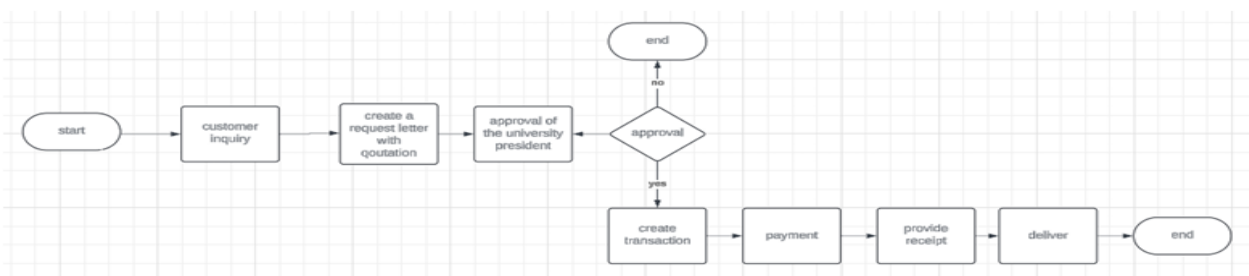 end
no
start
customer
inquiry
create a
request letter
with
qoutation
approval of
the university
president
approval
yes
create
transaction
payment
provide
receipt
deliver
end